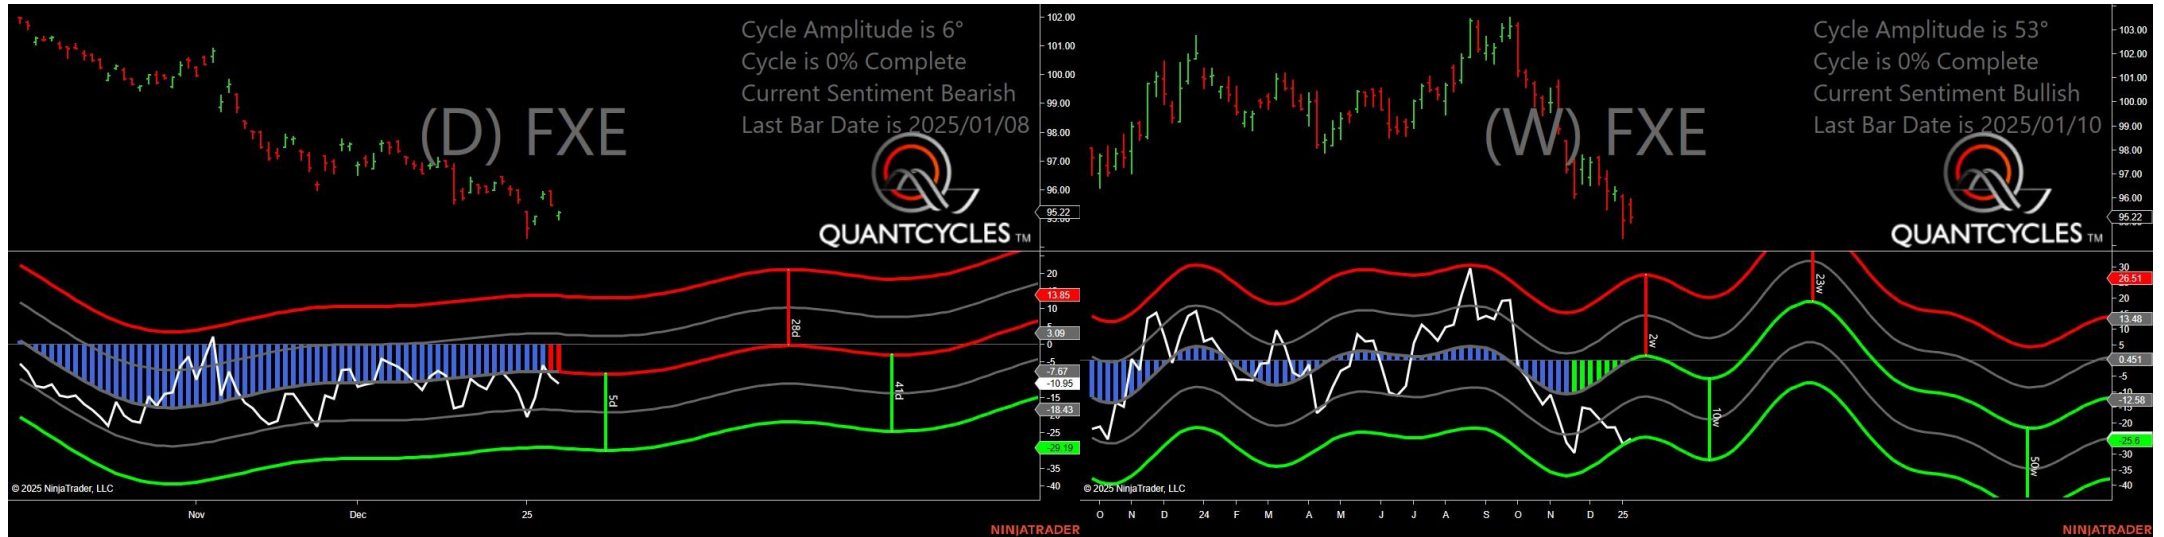 Cycle Amplitude is 6°
Cycle is 0% Complete
Current Sentiment Bearish
Last Bar Date is 2025/01/08
(D) FXE
QUANTCYCLES TM
102.00
101.00
100.00
99.00
98.00
97.00
96.00
95.22
20
13.85
10
3.09
0
-5
-7.67
-10.95
-15
-18.43
-25
-29.19
-35
-40
28d
5d
41d
© 2025 NinjaTrader, LLC
Nov
Dec
25
NINJATRADER
Cycle Amplitude is 53°
Cycle is 0% Complete
Current Sentiment Bullish
Last Bar Date is 2025/01/10
(W) FXE
QUANTCYCLES TM
103.00
102.00
101.00
100.00
99.00
98.00
97.00
96.00
95.22
30
26.51
20
13.48
10
5
0.451
-5
-12.58
-20
-25.6
-30
-35
-40
2w
10w
23w
50w
© 2025 NinjaTrader, LLC
O N D 24 F M A M J J A S O N D 25
NINJATRADER